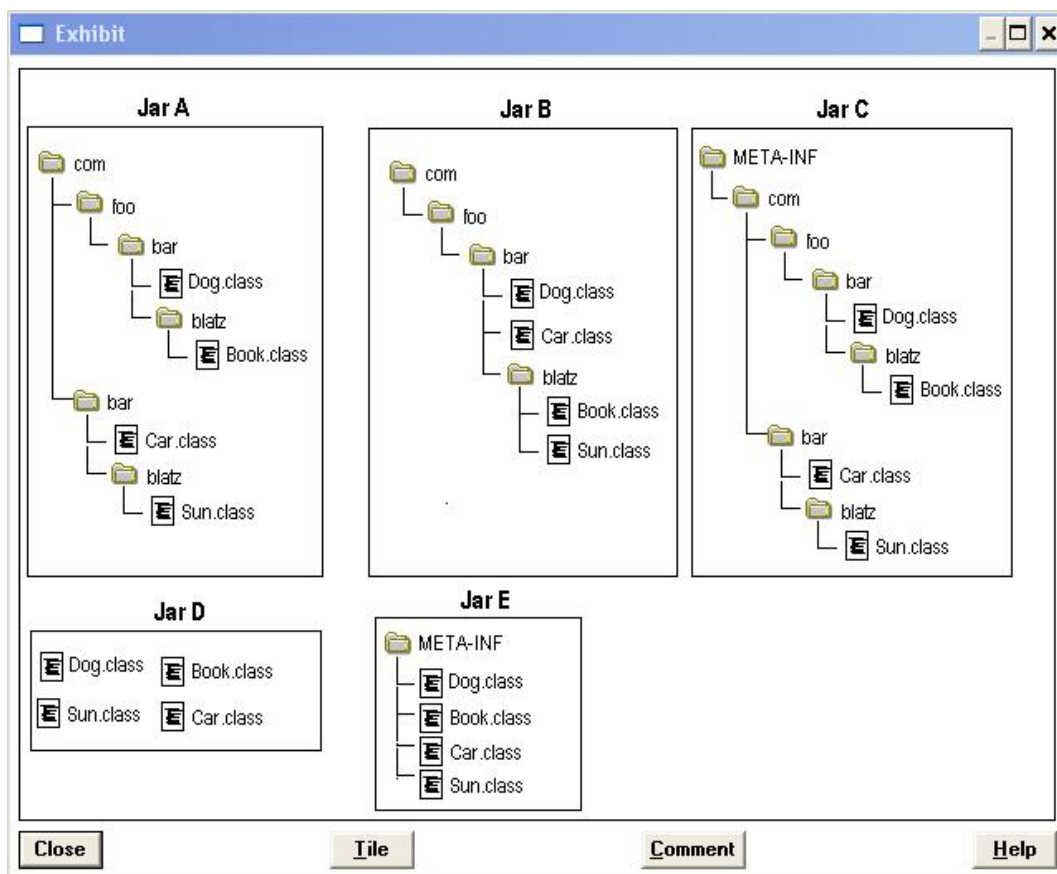 Exhibit
Jar A
com
foo
bar
Dog.class
blatz
Book.class
bar
Car.class
blatz
Sun.class
Jar B
com
foo
bar
Dog.class
Car.class
blatz
Book.class
Sun.class
Jar C
META-INF
com
foo
bar
Dog.class
blatz
Book.class
bar
Car.class
blatz
Sun.class
Jar D
Dog.class
Book.class
Sun.class
Car.class
Jar E
META-INF
Dog.class
Book.class
Car.class
Sun.class
Close
Tile
Comment
Help